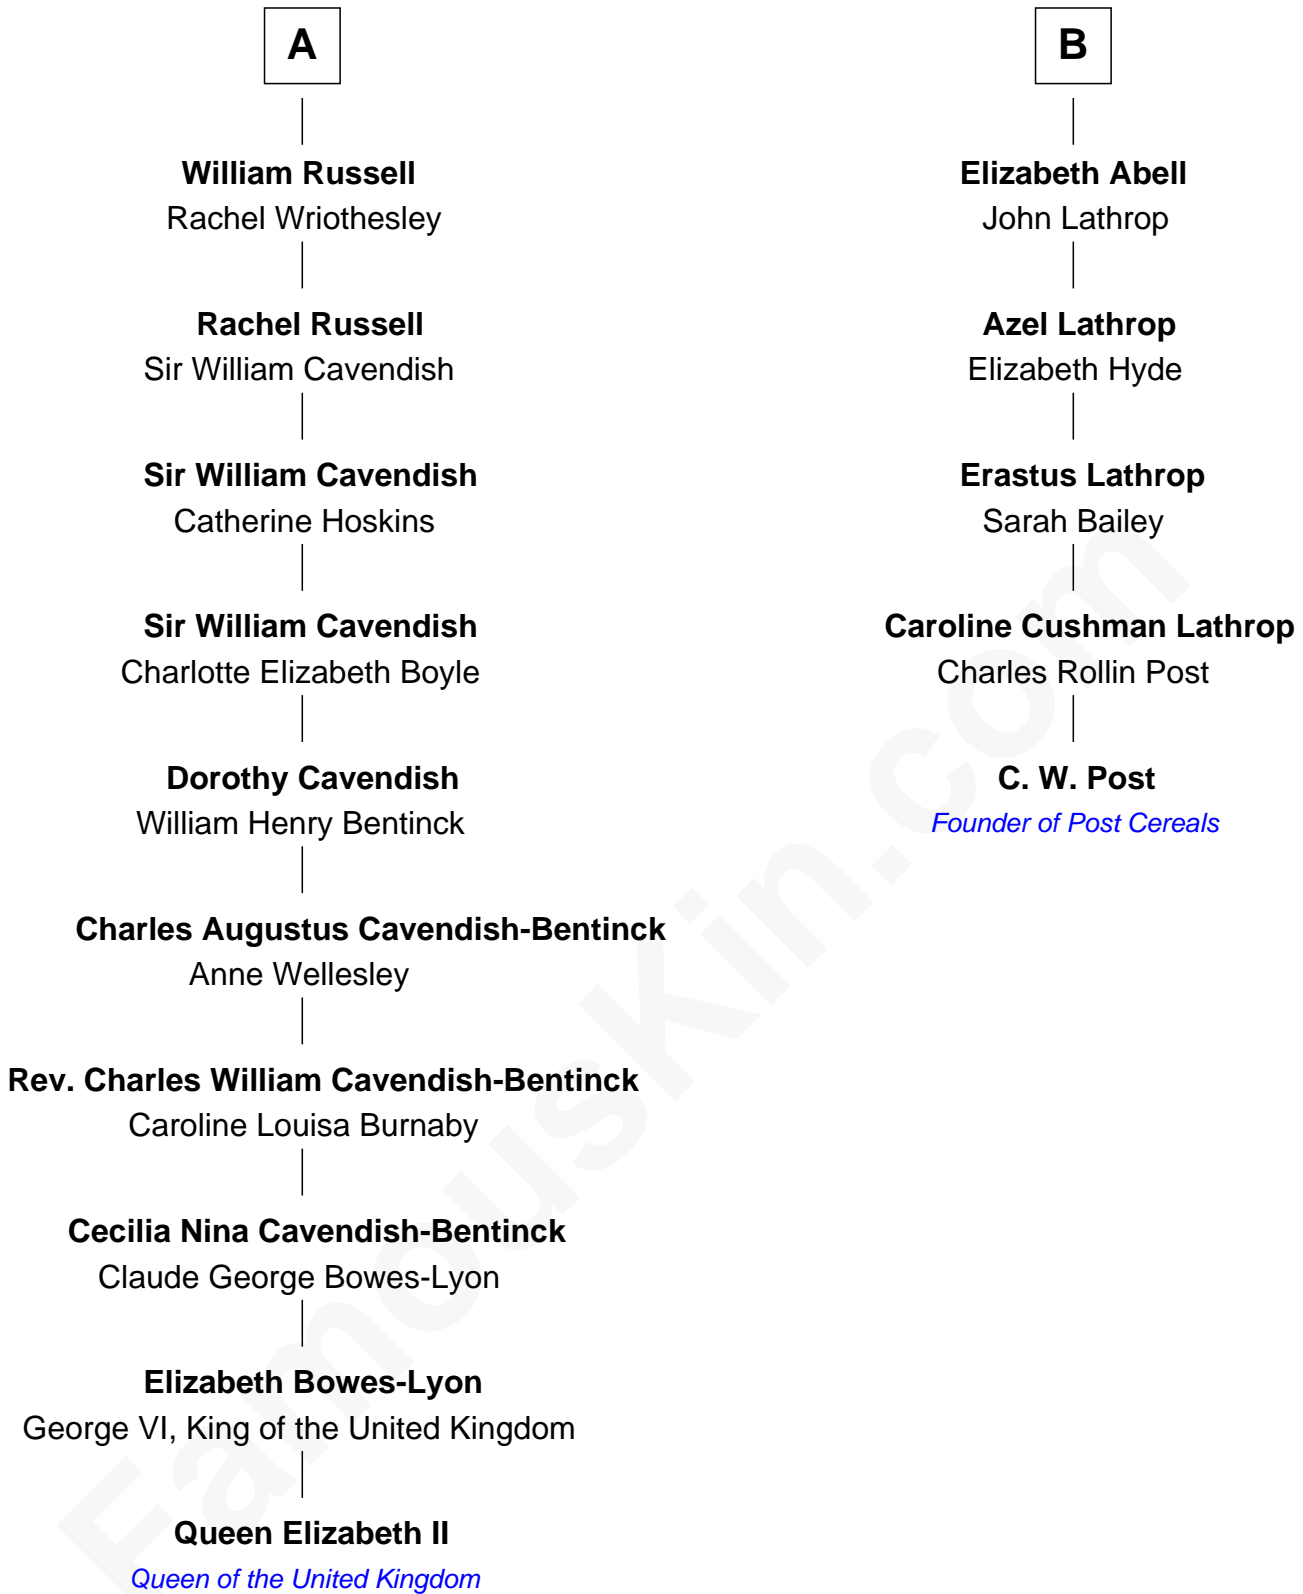 A
William Russell
Rachel Wriothesley
Rachel Russell
Sir William Cavendish
Sir William Cavendish
Catherine Hoskins
Sir William Cavendish
Charlotte Elizabeth Boyle
Dorothy Cavendish
William Henry Bentinck
Charles Augustus Cavendish-Bentinck
Anne Wellesley
Rev. Charles William Cavendish-Bentinck
Caroline Louisa Burnaby
Cecilia Nina Cavendish-Bentinck
Claude George Bowes-Lyon
Elizabeth Bowes-Lyon
George VI, King of the United Kingdom
Queen Elizabeth II
Queen of the United Kingdom
B
Elizabeth Abell
John Lathrop
Azel Lathrop
Elizabeth Hyde
Erastus Lathrop
Sarah Bailey
Caroline Cushman Lathrop
Charles Rollin Post
C. W. Post
Founder of Post Cereals
FamousKin.com